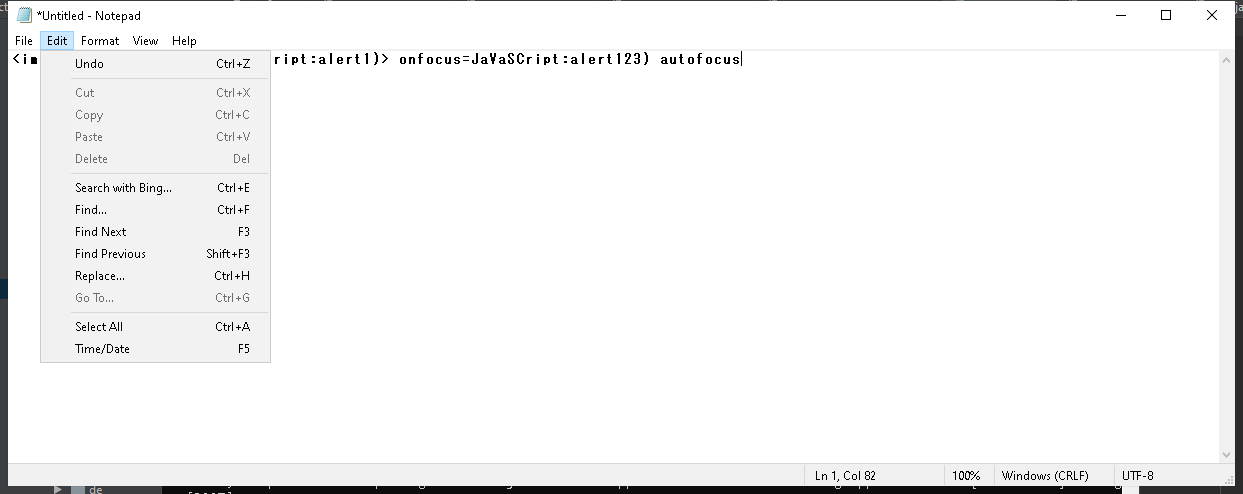 *Untitled - Notepad
File Edit Format View Help
<im ript:alert1)> onfocus=JaVaSCript:alert123) autofocus
Undo Ctrl+Z
Cut Ctrl+X
Copy Ctrl+C
Paste Ctrl+V
Delete Del
Search with Bing... Ctrl+E
Find... Ctrl+F
Find Next F3
Find Previous Shift+F3
Replace... Ctrl+H
Go To... Ctrl+G
Select All Ctrl+A
Time/Date F5
Ln 1, Col 82 100% Windows (CRLF) UTF-8
de